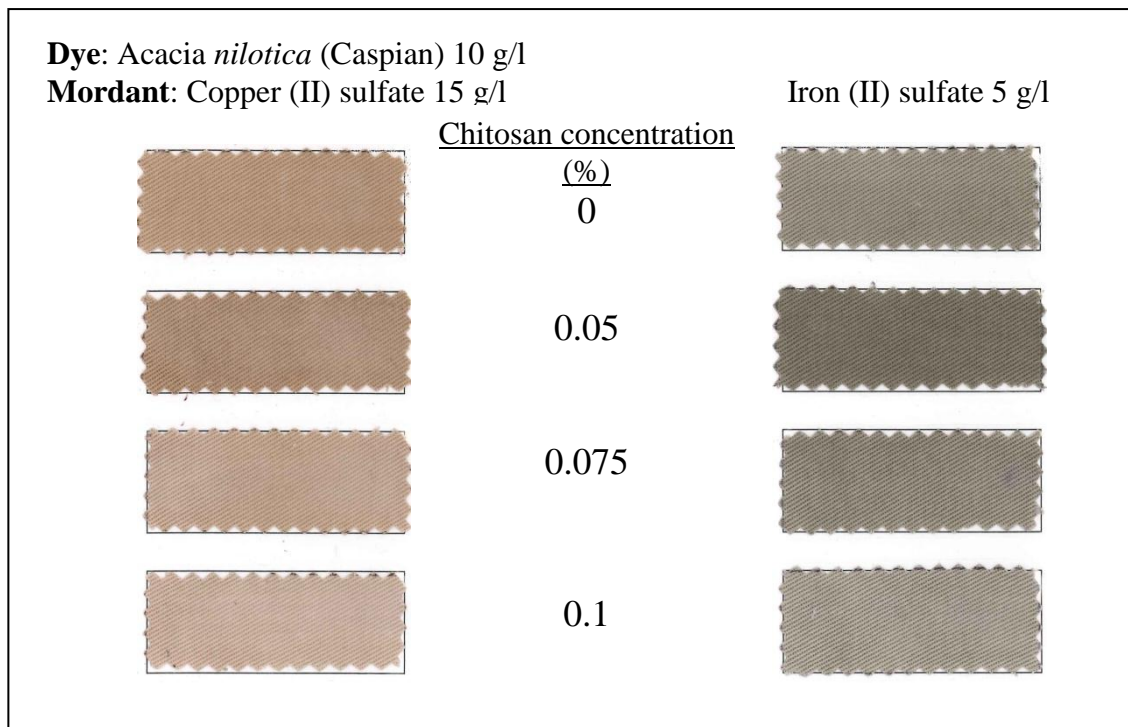 Dye: Acacia nilotica (Caspian) 10 g/l
Mordant: Copper (II) sulfate 15 g/l Iron (II) sulfate 5 g/l
Chitosan concentration
(%)
0
0.05
0.075
0.1